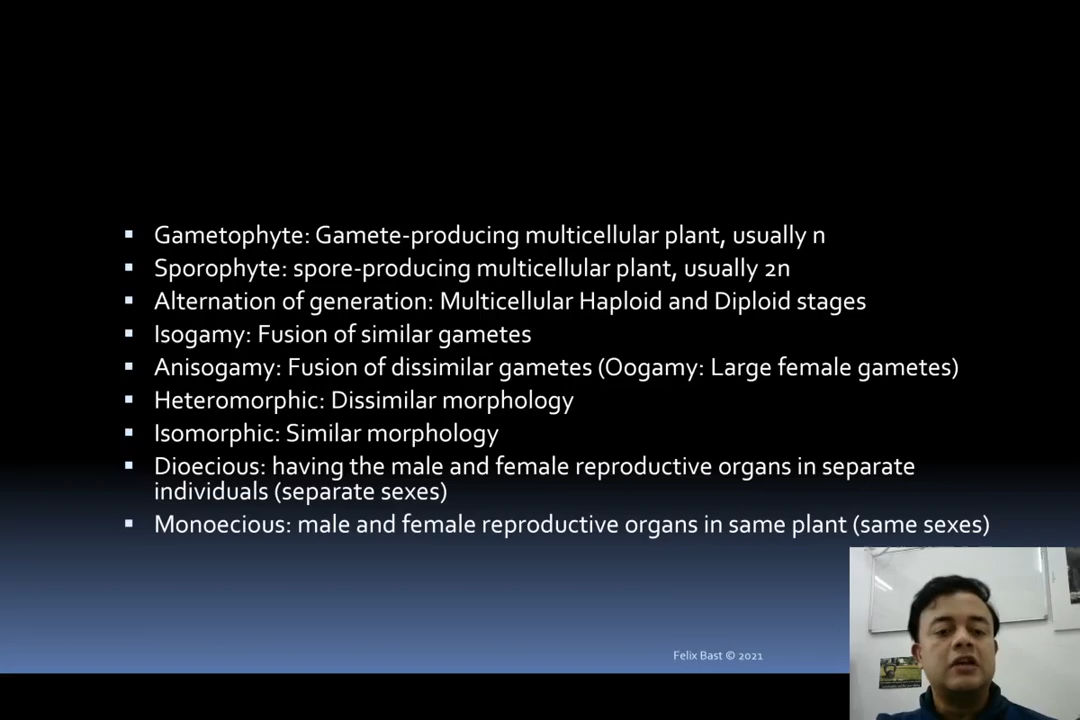 Gametophyte: Gamete-producing multicellular plant, usually n
Sporophyte: spore-producing multicellular plant, usually 2n
Alternation of generation: Multicellular Haploid and Diploid stages
Isogamy: Fusion of similar gametes
Anisogamy: Fusion of dissimilar gametes (Oogamy: Large female gametes)
Heteromorphic: Dissimilar morphology
Isomorphic: Similar morphology
Dioecious: having the male and female reproductive organs in separate
individuals (separate sexes)
Monoecious: male and female reproductive organs in same plant (same sexes)
Felix Bast © 2021